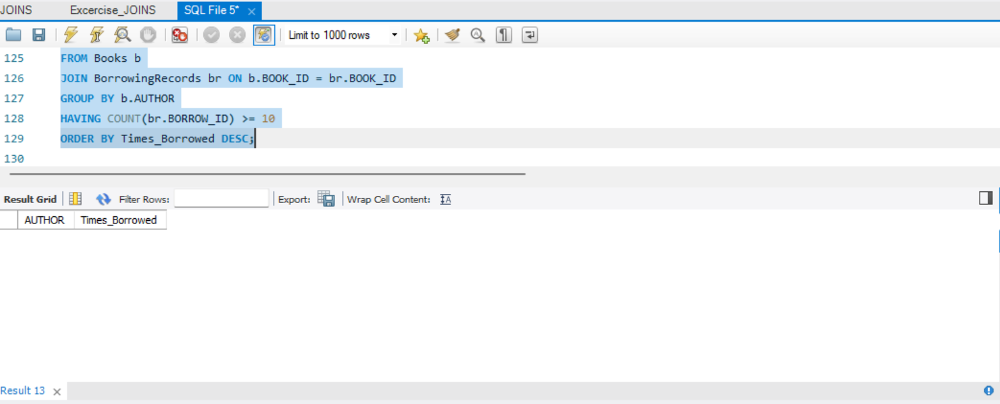 JOINS Excercise_JOINS SQL File 5*
Limit to 1000 rows
125 FROM Books b
126 JOIN BorrowingRecords br ON b.BOOK_ID = br.BOOK_ID
127 GROUP BY b.AUTHOR
128 HAVING COUNT(br.BORROW_ID) >= 10
129 ORDER BY Times_Borrowed DESC;
130
Result Grid Filter Rows: Export: Wrap Cell Content:
AUTHOR Times_Borrowed
Result 13